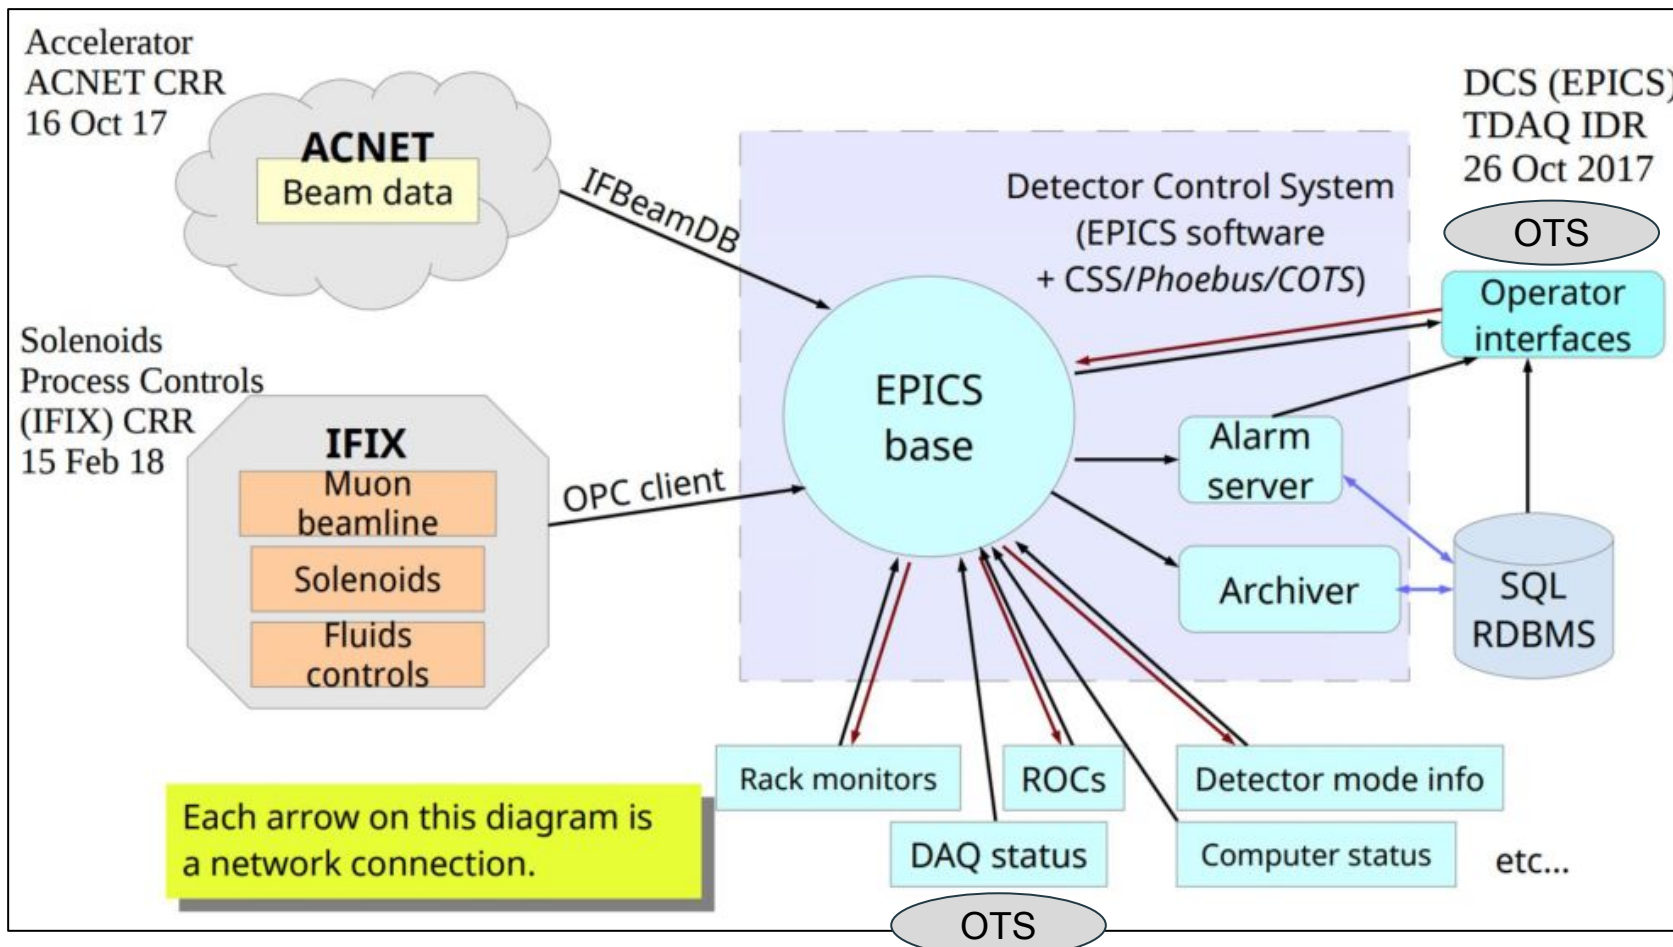 Accelerator
ACNET CRR
16 Oct 17
ACNET
Beam data
IFBeamDB
Detector Control System
(EPICS software
+ CSS/Phoebus/COTS)
DCS (EPICS)
TDAQ IDR
26 Oct 2017
OTS
Operator
interfaces
Solenoids
Process Controls
(IFIX) CRR
15 Feb 18
IFIX
Muon
beamline
Solenoids
Fluids
controls
OPC client
EPICS
base
Alarm
server
Archiver
SQL
RDBMS
Rack monitors
ROCs
Detector mode info
DAQ status
Computer status
etc...
Each arrow on this diagram is
a network connection.
OTS